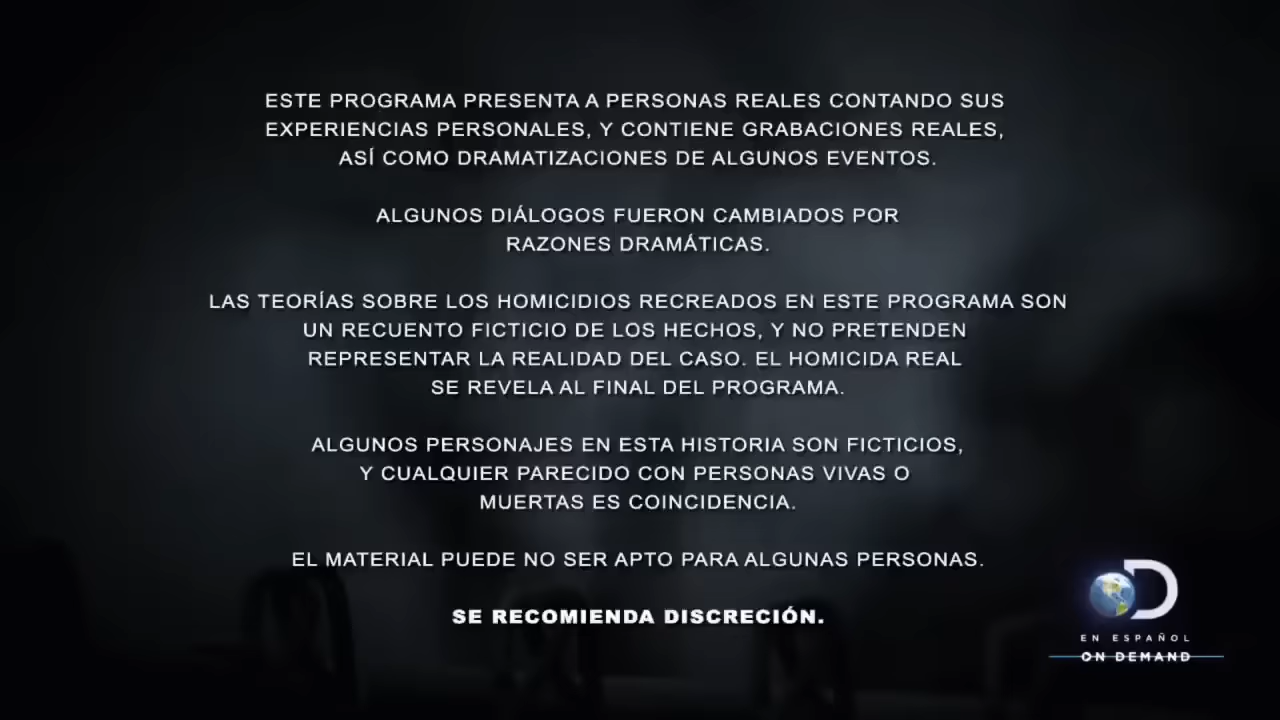 ESTE PROGRAMA PRESENTA A PERSONAS REALES CONTANDO SUS
EXPERIENCIAS PERSONALES, Y CONTIENE GRABACIONES REALES,
ASÍ COMO DRAMATIZACIONES DE ALGUNOS EVENTOS.
ALGUNOS DIÁLOGOS FUERON CAMBIADOS POR
RAZONES DRAMÁTICAS.
LAS TEORÍAS SOBRE LOS HOMICIDIOS RECREADOS EN ESTE PROGRAMA SON
UN RECUENTO FICTICIO DE LOS HECHOS, Y NO PRETENDEN
REPRESENTAR LA REALIDAD DEL CASO. EL HOMICIDA REAL
SE REVELA AL FINAL DEL PROGRAMA.
ALGUNOS PERSONAJES EN ESTA HISTORIA SON FICTICIOS,
Y CUALQUIER PARECIDO CON PERSONAS VIVAS O
MUERTAS ES COINCIDENCIA.
EL MATERIAL PUEDE NO SER APTO PARA ALGUNAS PERSONAS.
SE RECOMIENDA DISCRECIÓN.
D
EN ESPAÑOL
ON DEMAND